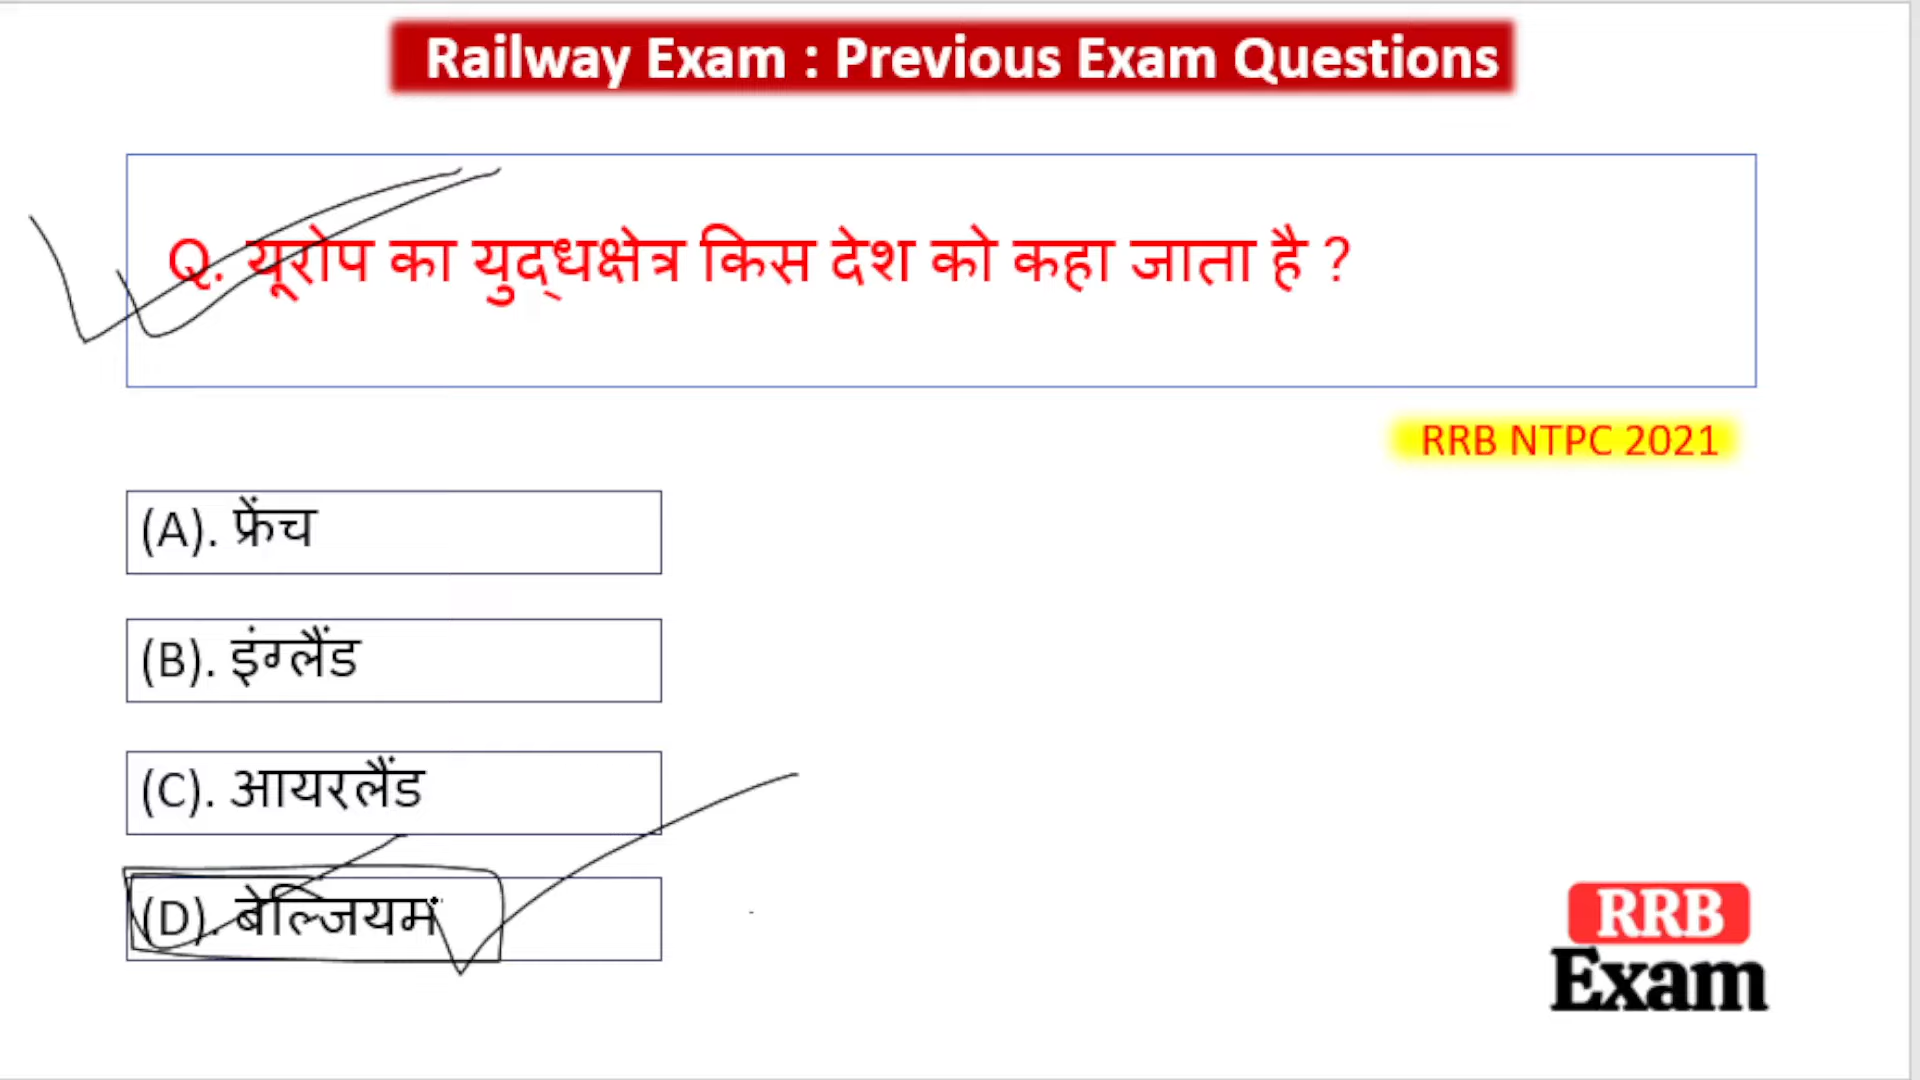 Railway Exam : Previous Exam Questions
Q. यूरोप का युद्धक्षेत्र किस देश को कहा जाता है ?
RRB NTPC 2021
(A). फ्रेंच
(B). इंग्लैंड
(C). आयरलैंड
(D). बेल्जियम
RRB
Exam